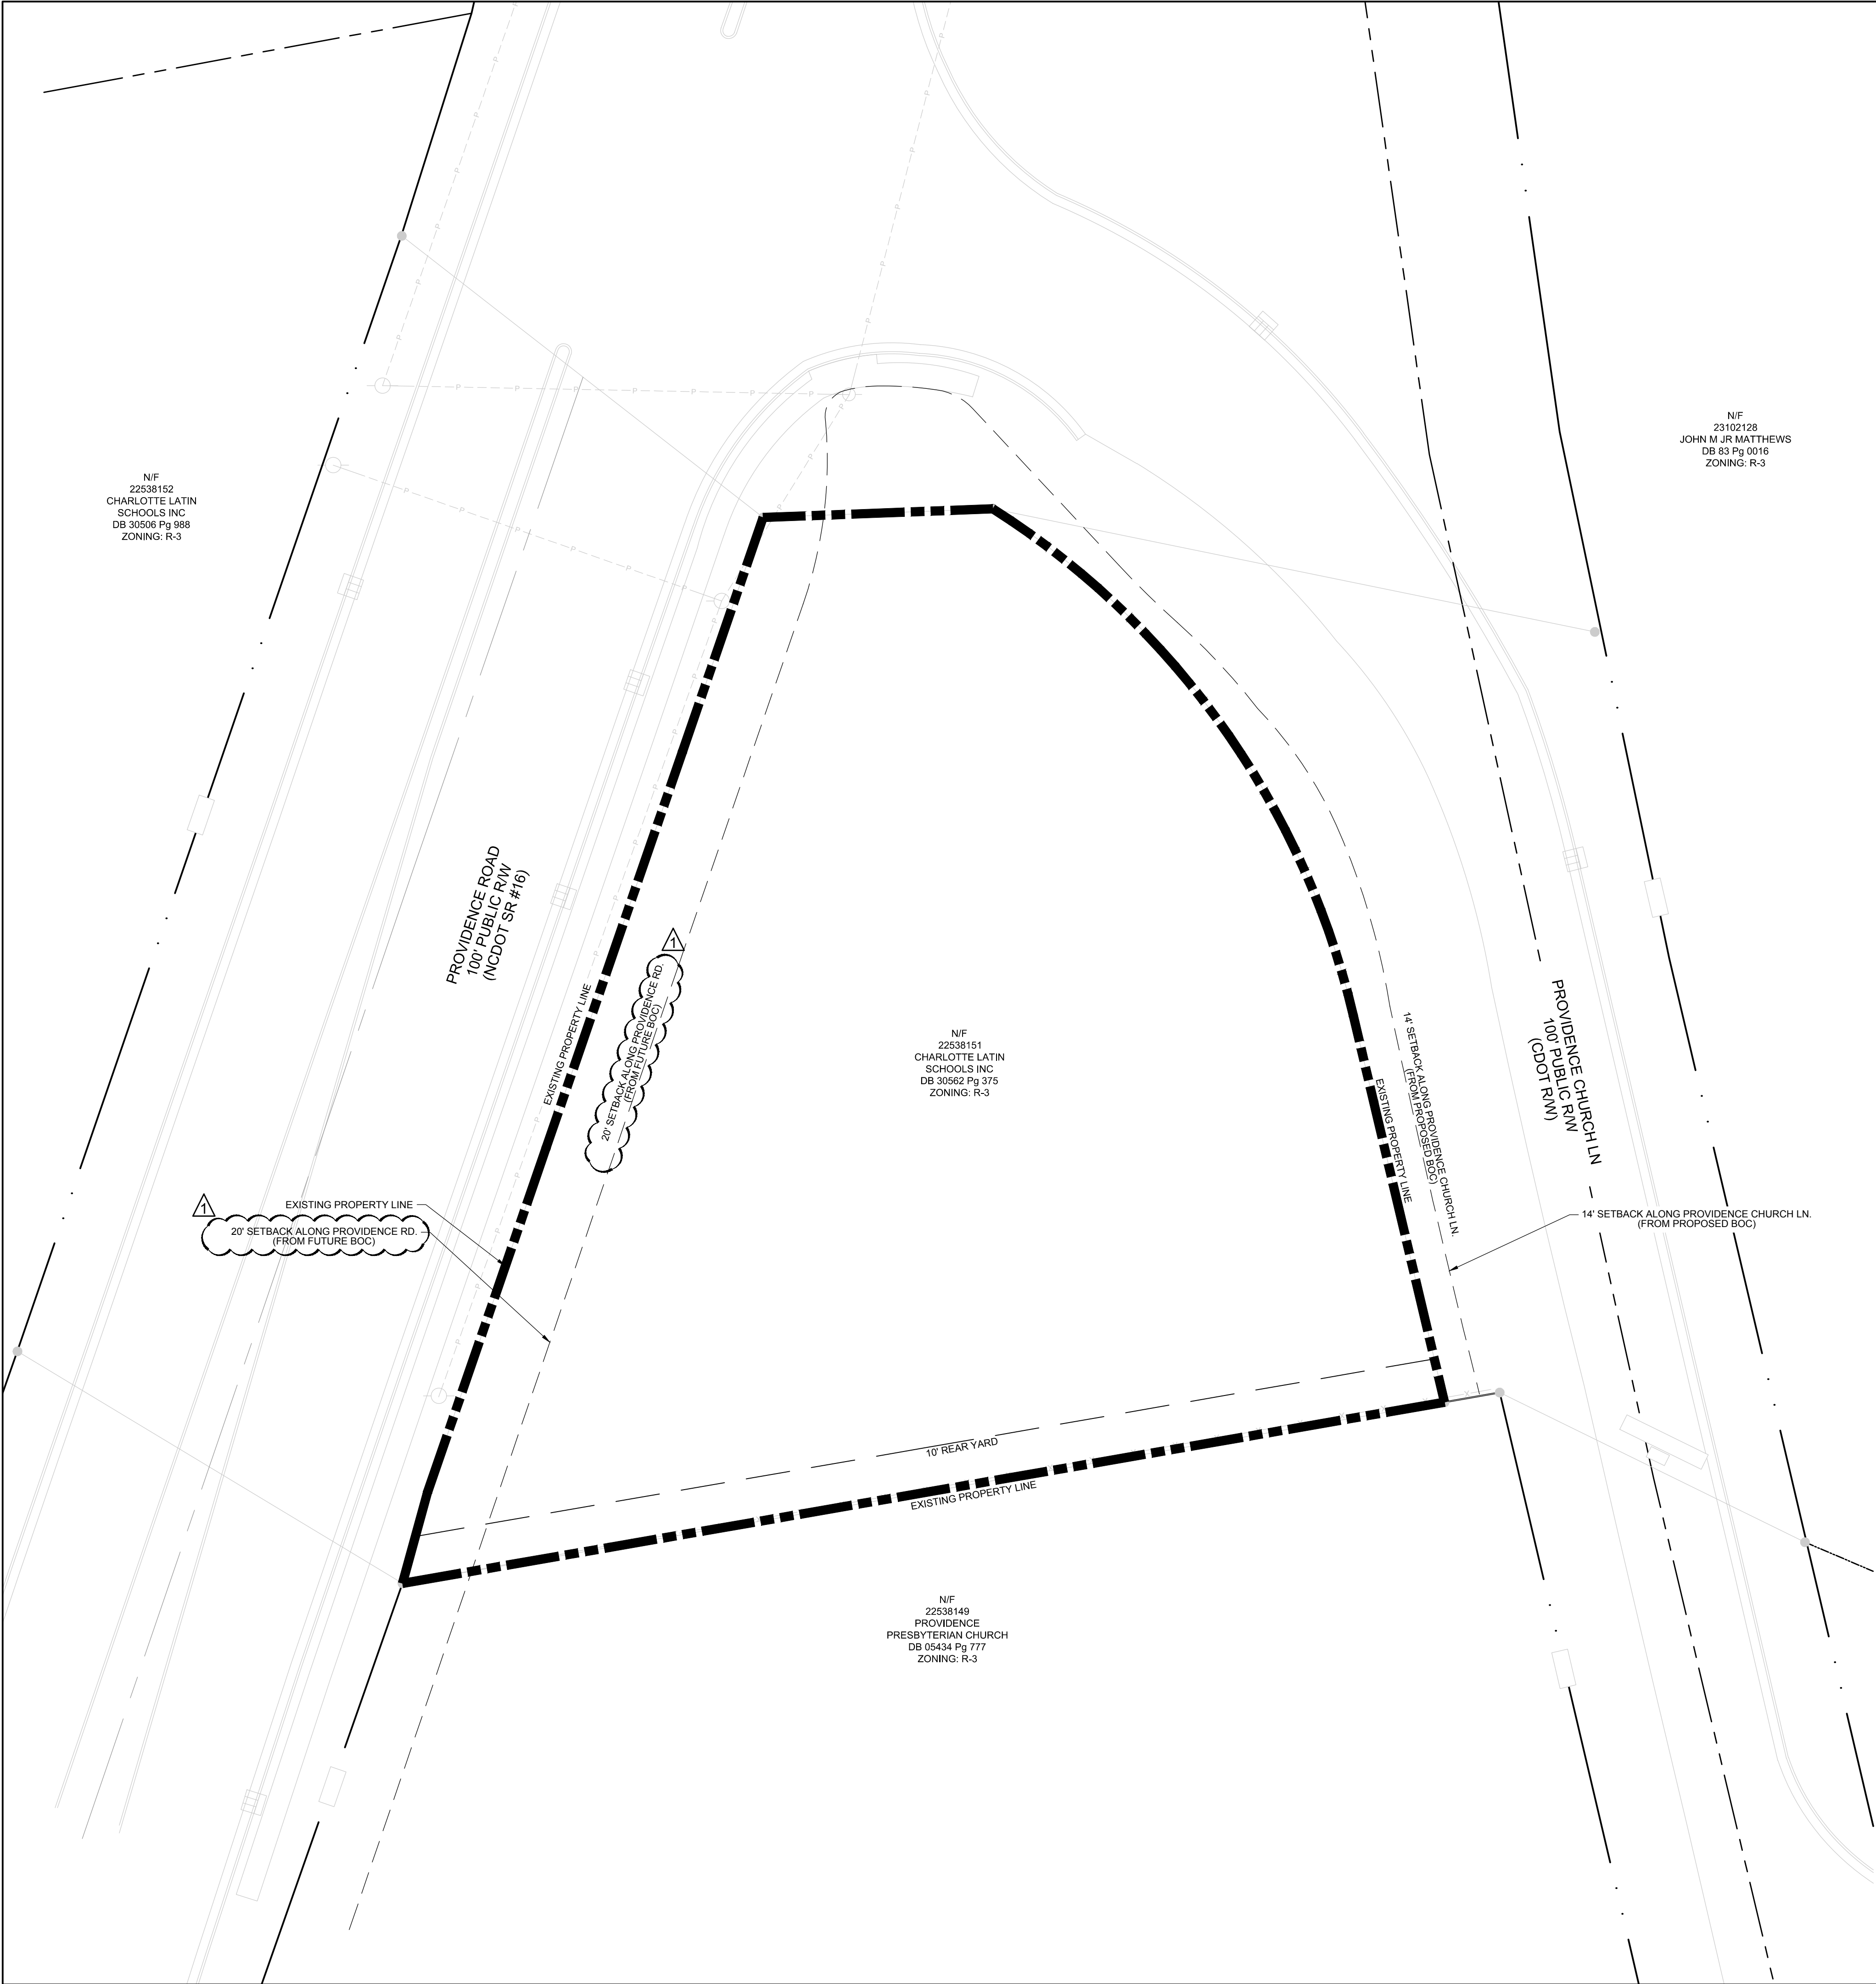 N/F
22538152
CHARLOTTE LATIN
SCHOOLS INC
DB 30506 Pg 988
ZONING: R-3
N/F
23102128
JOHN M JR MATTHEWS
DB 83 Pg 0016
ZONING: R-3
PROVIDENCE ROAD
100' PUBLIC R/W
(NCDOT SR #16)
1
EXISTING PROPERTY LINE
20' SETBACK ALONG PROVIDENCE RD.
(FROM FUTURE BOC)
N/F
22538151
CHARLOTTE LATIN
SCHOOLS INC
DB 30562 Pg 375
ZONING: R-3
14' SETBACK ALONG PROVIDENCE CHURCH LN.
(FROM PROPOSED BOC)
EXISTING PROPERTY LINE
PROVIDENCE CHURCH LN
100' PUBLIC R/W
(CDOT R/W)
1
EXISTING PROPERTY LINE
20' SETBACK ALONG PROVIDENCE RD.
(FROM FUTURE BOC)
14' SETBACK ALONG PROVIDENCE CHURCH LN.
(FROM PROPOSED BOC)
10' REAR YARD
EXISTING PROPERTY LINE
N/F
22538149
PROVIDENCE
PRESBYTERIAN CHURCH
DB 05434 Pg 777
ZONING: R-3